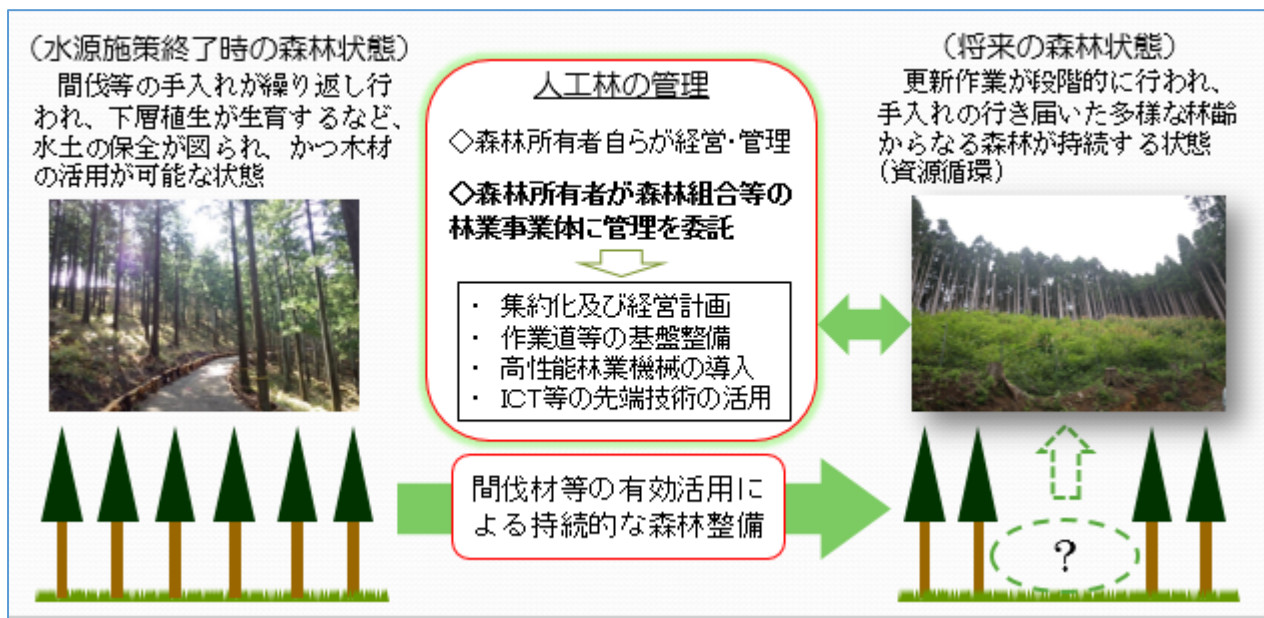 （水源施策終了時の森林状態）
間伐等の手入れが繰り返し行
われ、下層植生が生育するなど、
水土の保全が図られ、かつ木材
の活用が可能な状態
人工林の管理
◇森林所有者自らが経営・管理
◇森林所有者が森林組合等の
林業事業体に管理を委託
・ 集約化及び経営計画
・ 作業道等の基盤整備
・ 高性能林業機械の導入
・ ICT等の先端技術の活用
間伐材等の有効活用に
よる持続的な森林整備
（将来の森林状態）
更新作業が段階的に行われ、
手入れの行き届いた多様な林齢
からなる森林が持続する状態
（資源循環）
？